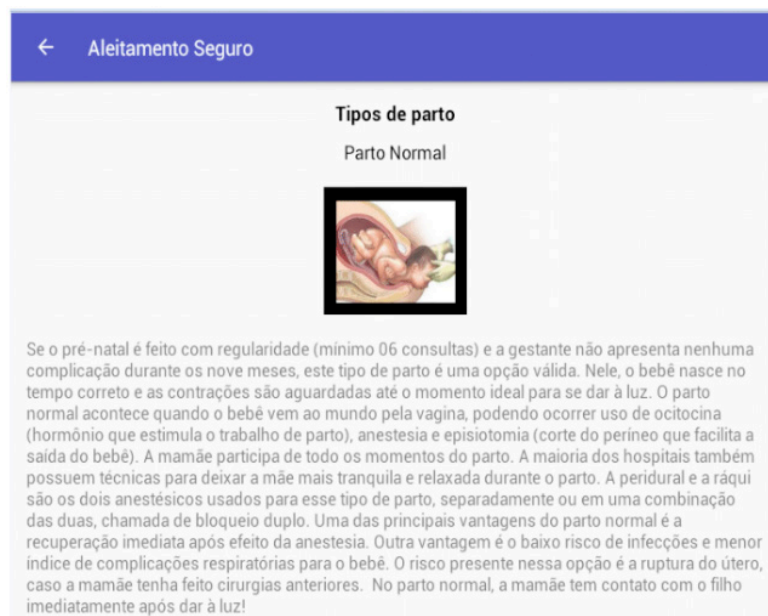 Aleitamento Seguro
Tipos de parto
Parto Normal
Se o pré-natal é feito com regularidade (mínimo 06 consultas) e a gestante não apresenta nenhuma
complicação durante os nove meses, este tipo de parto é uma opção válida. Nele, o bebê nasce no
tempo correto e as contrações são aguardadas até o momento ideal para se dar à luz. O parto
normal acontece quando o bebê vem ao mundo pela vagina, podendo ocorrer uso de ocitocina
(hormônio que estimula o trabalho de parto), anestesia e episiotomia (corte do períneo que facilita a
saída do bebê). A mamãe participa de todo os momentos do parto. A maioria dos hospitais também
possuem técnicas para deixar a mãe mais tranquila e relaxada durante o parto. A peridural e a ráqui
são os dois anestésicos usados para esse tipo de parto, separadamente ou em uma combinação
das duas, chamada de bloqueio duplo. Uma das principais vantagens do parto normal é a
recuperação imediata após efeito da anestesia. Outra vantagem é o baixo risco de infecções e menor
índice de complicações respiratórias para o bebê. O risco presente nessa opção é a ruptura do útero,
caso a mamãe tenha feito cirurgias anteriores. No parto normal, a mamãe tem contato com o filho
imediatamente após dar à luz!